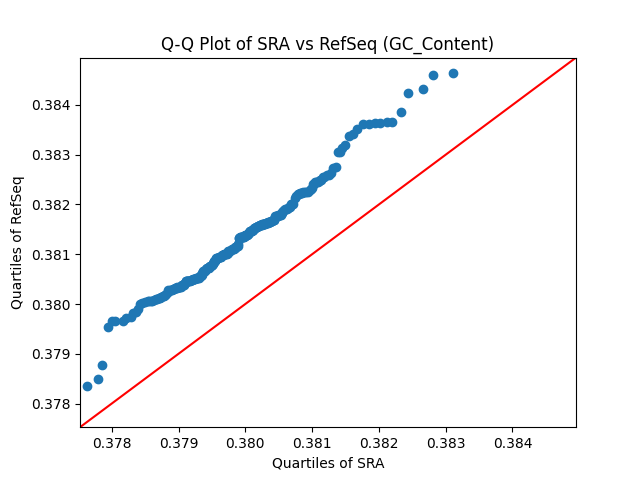 Q-Q Plot of SRA vs RefSeq (GC_Content)
Quartiles of RefSeq
0.384
0.383
0.382
0.381
0.380
0.379
0.378
0.378 0.379 0.380 0.381 0.382 0.383 0.384
Quartiles of SRA